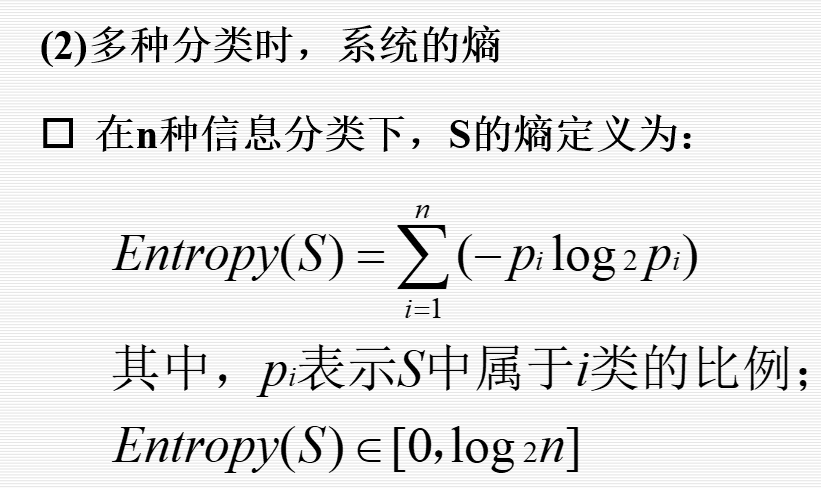 (2)多种分类时，系统的熵
□ 在n种信息分类下，S的熵定义为：
Entropy(S) = ∑_{i=1}^{n} (− p_i log_2 p_i)
其中，p_i表示S中属于i类的比例；
Entropy(S) ∈ [0，log_2 n]